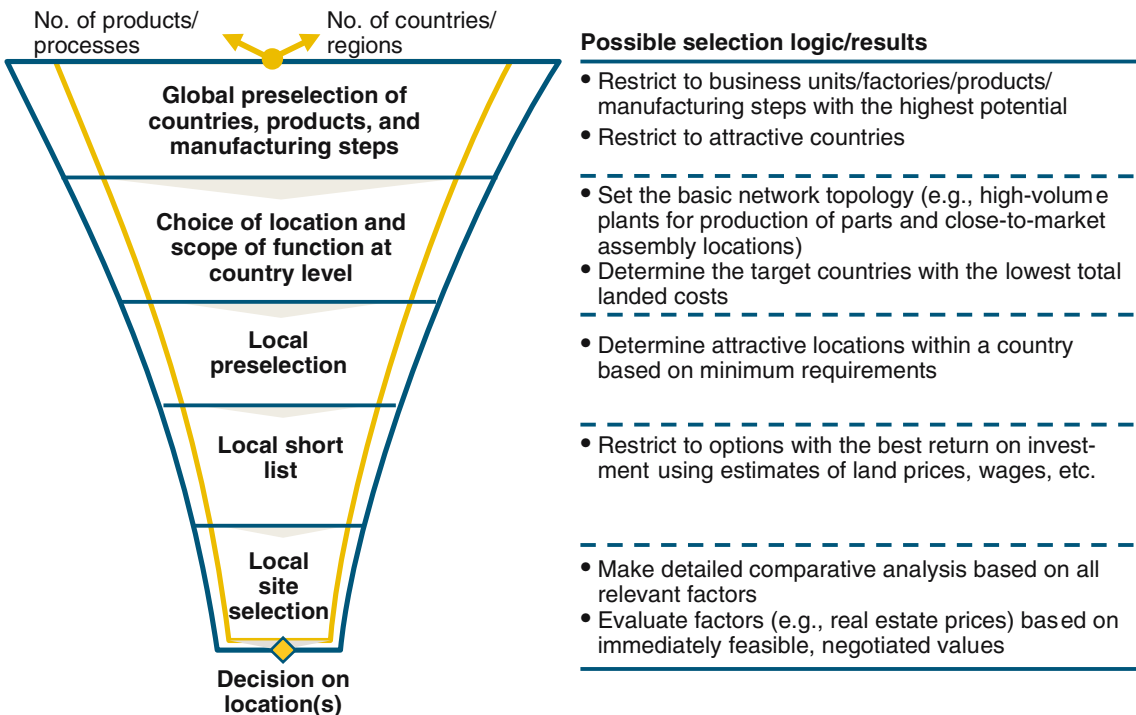 No. of products/
processes
No. of countries/
regions
Global preselection of
countries, products, and
manufacturing steps
Choice of location and
scope of function at
country level
Local
preselection
Local short
list
Local
site
selection
Decision on
location(s)
Possible selection logic/results
• Restrict to business units/factories/products/
manufacturing steps with the highest potential
• Restrict to attractive countries
• Set the basic network topology (e.g., high-volume
plants for production of parts and close-to-market
assembly locations)
• Determine the target countries with the lowest total
landed costs
• Determine attractive locations within a country
based on minimum requirements
• Restrict to options with the best return on invest-
ment using estimates of land prices, wages, etc.
• Make detailed comparative analysis based on all
relevant factors
• Evaluate factors (e.g., real estate prices) based on
immediately feasible, negotiated values